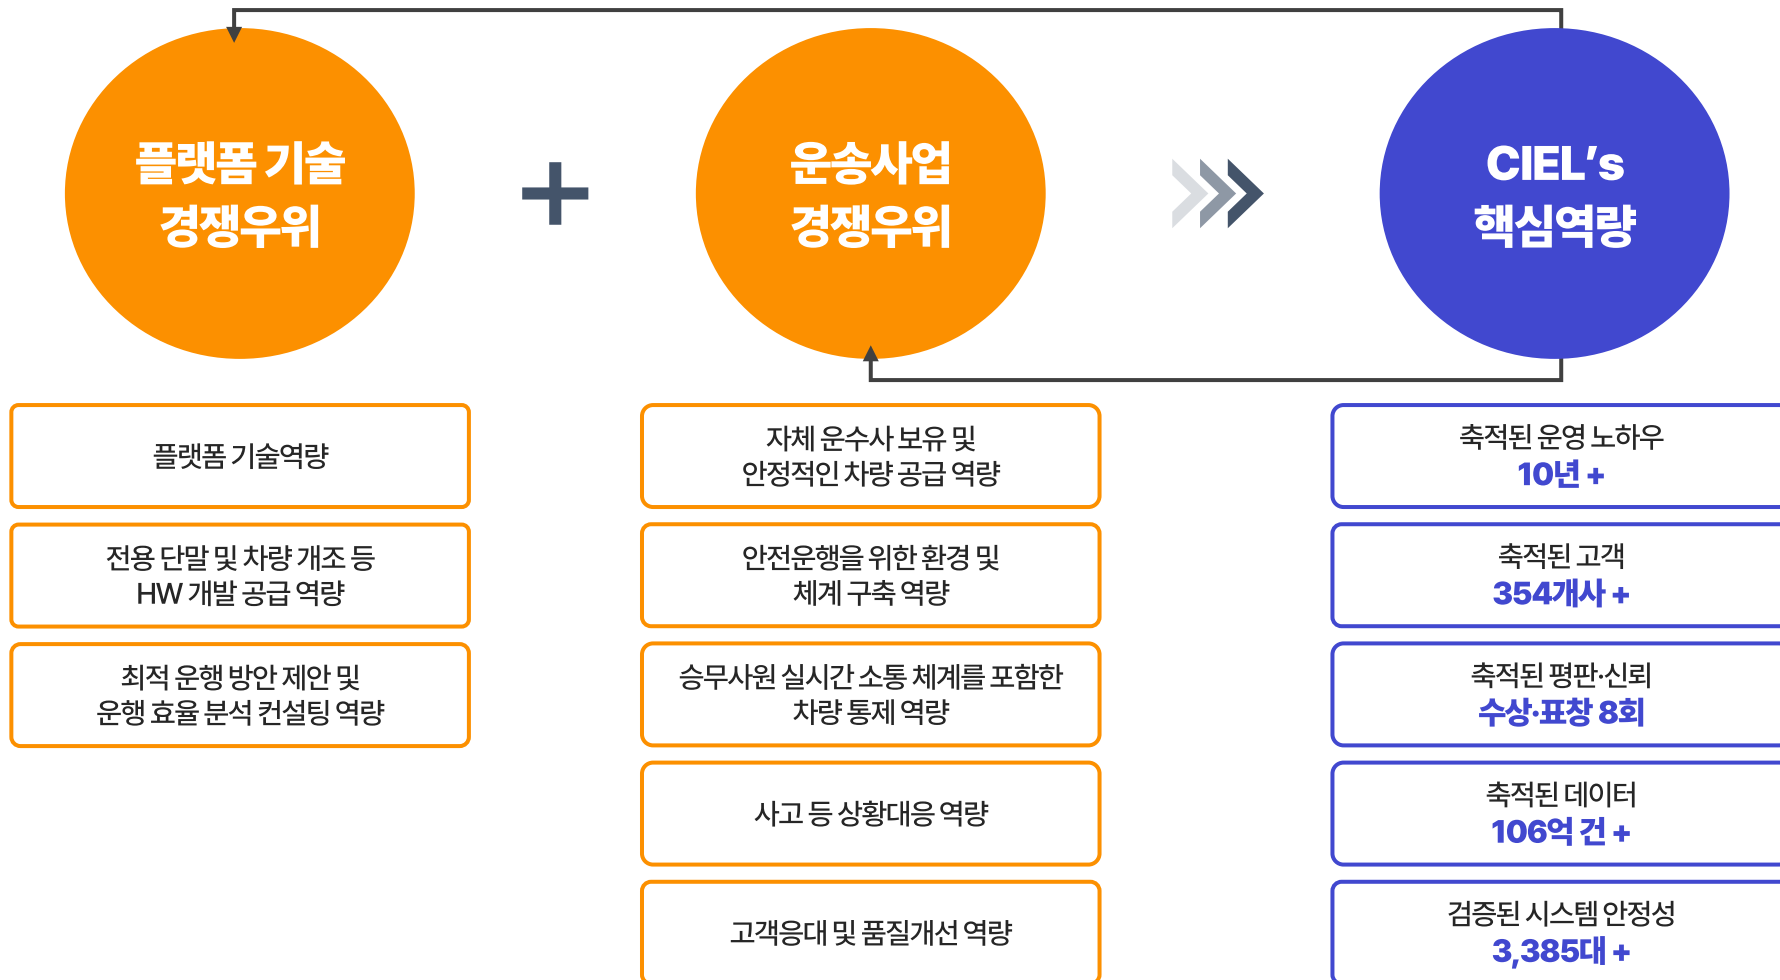 플랫폼 기술
경쟁우위
운송사업
경쟁우위
CIEL’s
핵심역량
플랫폼 기술역량
전용 단말 및 차량 개조 등
HW 개발 공급 역량
최적 운행 방안 제안 및
운행 효율 분석 컨설팅 역량
자체 운수사 보유 및
안정적인 차량 공급 역량
안전운행을 위한 환경 및
체계 구축 역량
승무사원 실시간 소통 체계를 포함한
차량 통제 역량
사고 등 상황대응 역량
고객응대 및 품질개선 역량
축적된 운영 노하우
10년 +
축적된 고객
354개사 +
축적된 평판·신뢰
수상·표창 8회
축적된 데이터
106억 건 +
검증된 시스템 안정성
3,385대 +